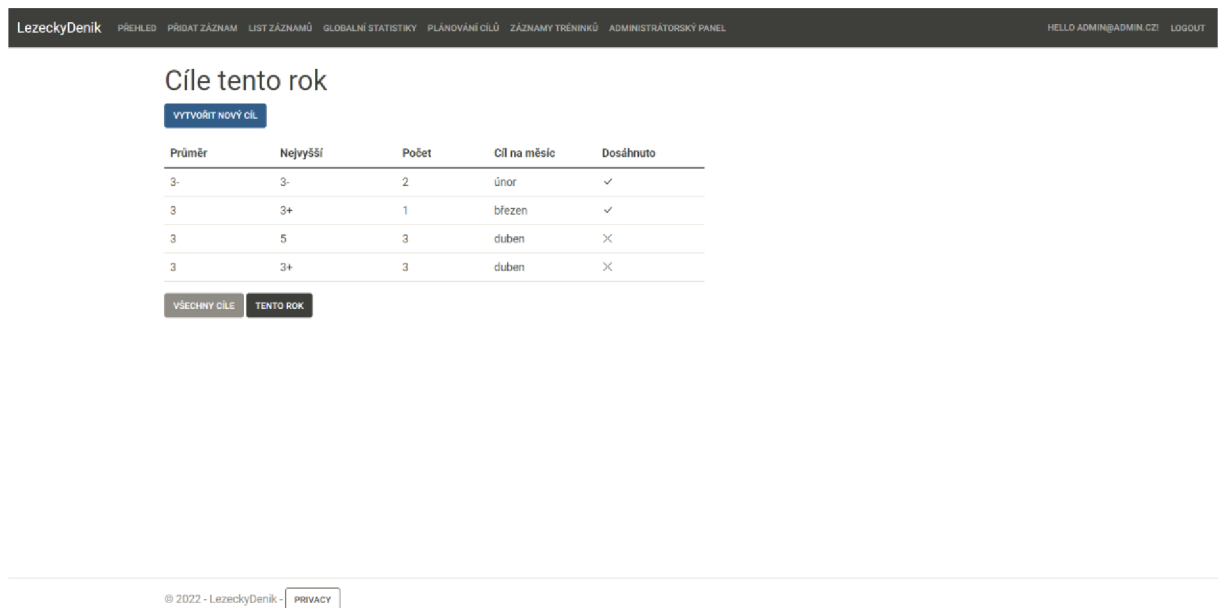 LezeckyDenik PŘEHLED PŘIDAT ZÁZNAM LIST ZÁZNAMŮ GLOBALNÍ STATISTIKY PLÁNOVÁNÍ CÍLŮ ZÁZNAMY TRÉNINKŮ ADMINISTRÁTORSKÝ PANEL HELLO ADMIN@ADMIN.CZ! LOGOUT
Cíle tento rok
VYTVOŘIT NOVÝ CÍL
Průměr Nejvyšší Počet Cíl na měsíc Dosáhnuto
3- 3- 2 únor ✓
3 3+ 1 březen ✓
3 5 3 duben ×
3 3+ 3 duben ×
VŠECHNY CÍLE TENTO ROK
© 2022 - LezeckyDenik - PRIVACY